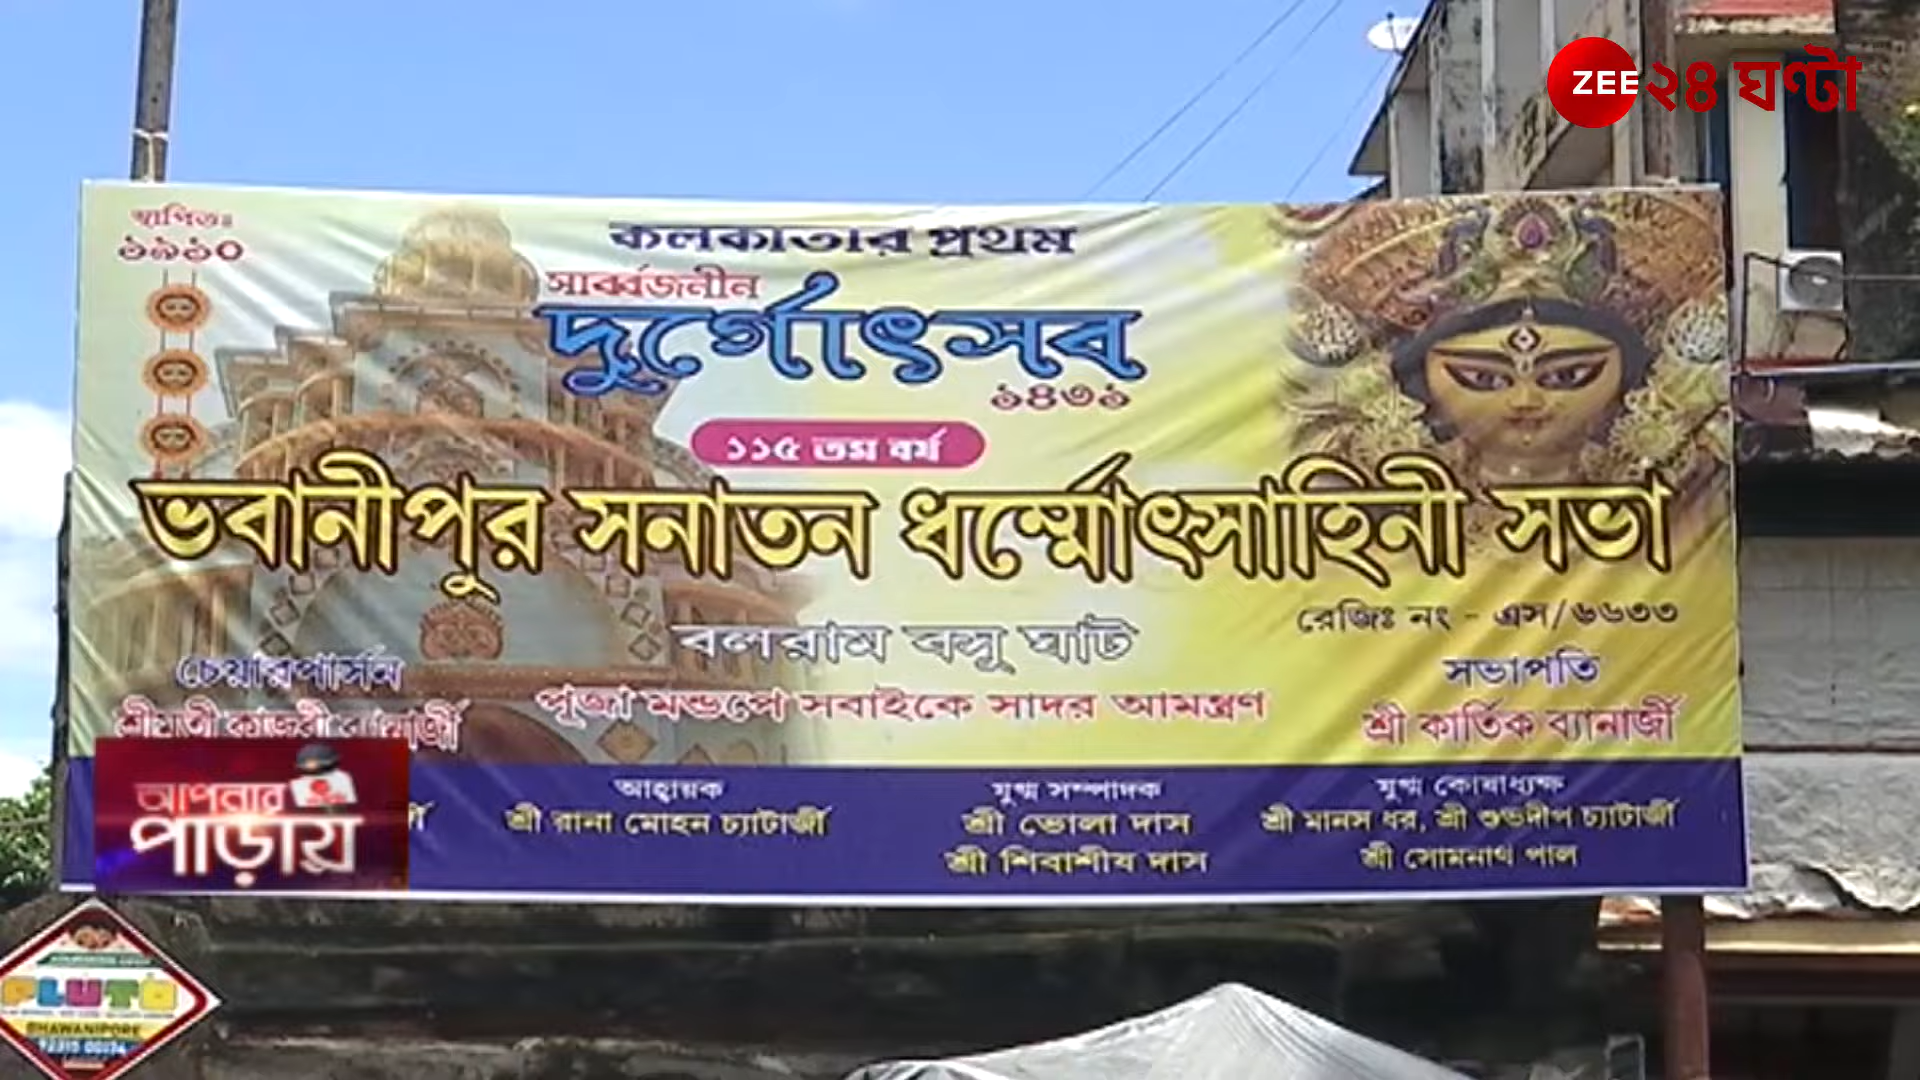 ZEE ২৪ ঘণ্টা
স্থাপিতঃ
১৯১০
কলকাতার প্রথম
সার্ব্বজনীন
দুর্গোৎসব
১৪৩১
১১৫ তম বর্ষ
ভবানীপুর সনাতন ধর্ম্মোৎসাহিনী সভা
রেজিঃ নং - এস/৬৬৩৩
বলরাম বসু ঘাট
পূজা মন্ডপে সবাইকে সাদর আমন্ত্রণ
চেয়ারপার্সন
শ্রীমতী কাজরী ব্যানার্জী
সভাপতি
শ্রী কার্তিক ব্যানার্জী
আহ্বায়ক
শ্রী রানা মোহন চ্যাটার্জী
যুগ্ম সম্পাদক
শ্রী ভোলা দাস
শ্রী শিবাশীষ দাস
যুগ্ম কোষাধ্যক্ষ
শ্রী মানস ধর, শ্রী শুভদীপ চ্যাটার্জী
শ্রী সোমনাথ পাল
আপনার
পাড়ায়
PLUTO
BHAWANIPORE